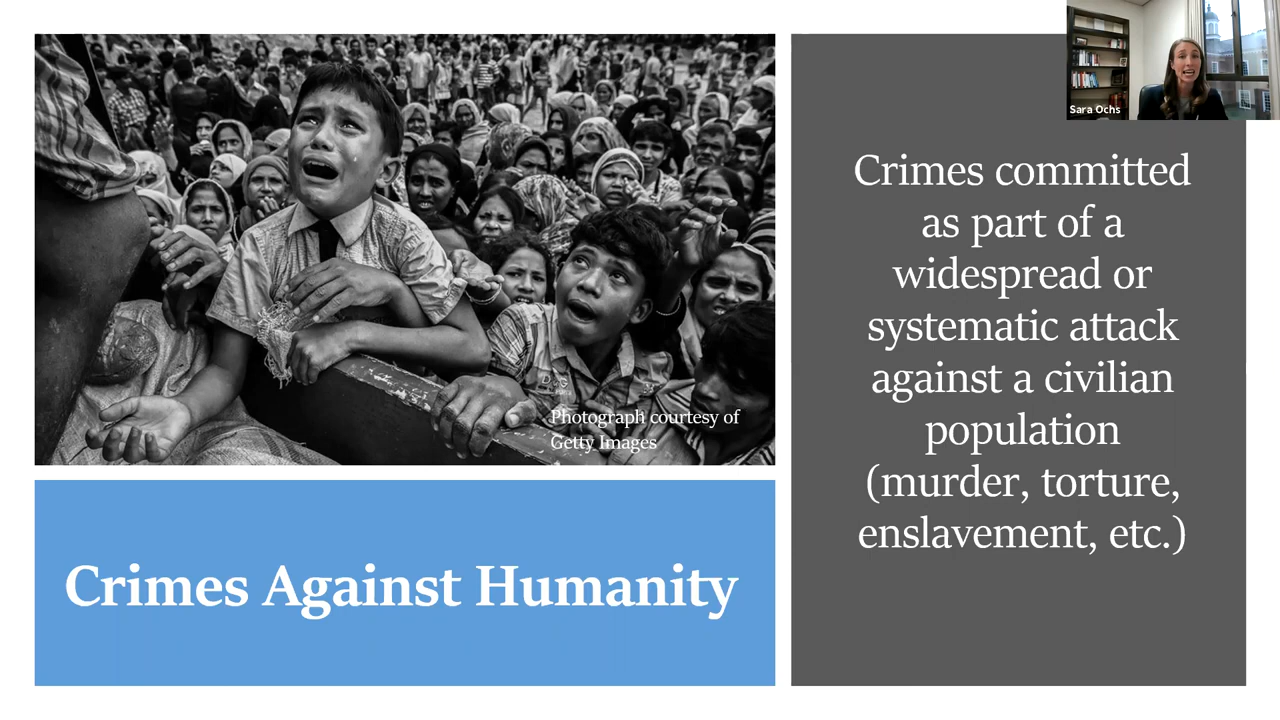 Sara Ochs
Photograph courtesy of
Getty Images
Crimes Against Humanity
Crimes committed
as part of a
widespread or
systematic attack
against a civilian
population
(murder, torture,
enslavement, etc.)